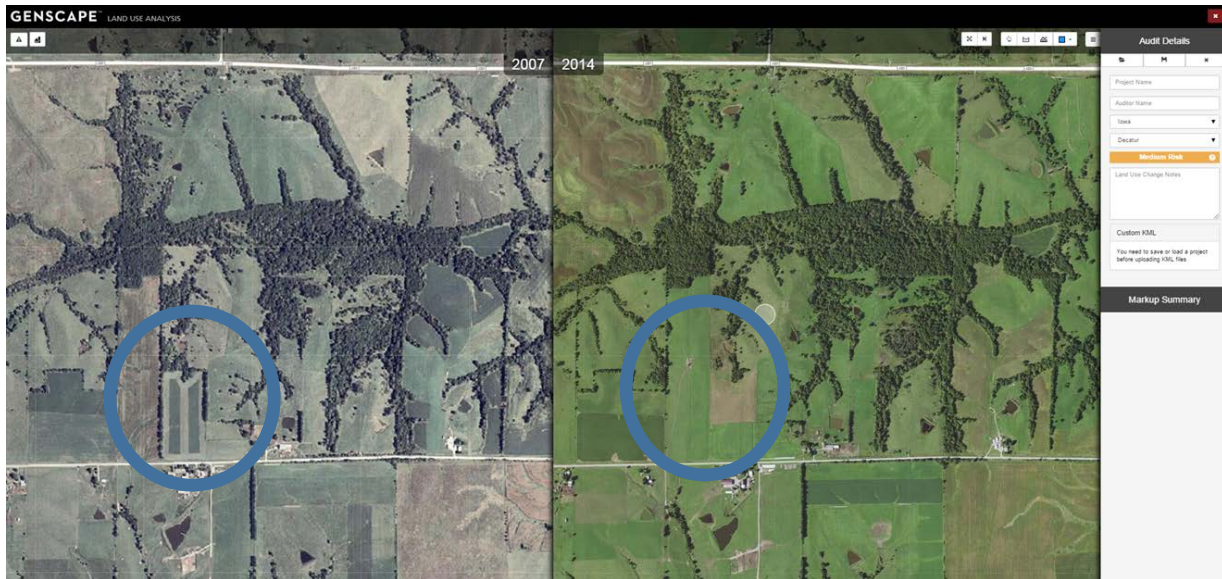 GENSCAPE™ LAND USE ANALYSIS
2007 2014
Audit Details
Project Name
Auditor Name
Iowa
Decatur
Medium Risk
Land Use Change Notes
Custom KML
You need to save or load a project
before uploading KML files
Markup Summary